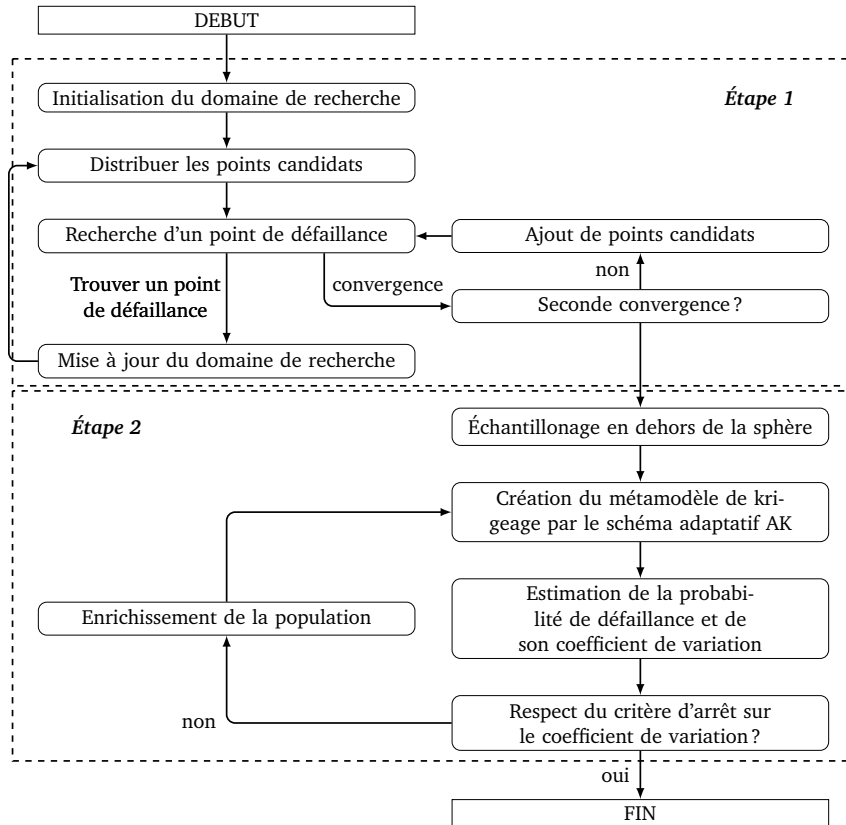 DEBUT
Initialisation du domaine de recherche
Étape 1
Distribuer les points candidats
Recherche d'un point de défaillance
Ajout de points candidats
Trouver un point
de défaillance
convergence
non
Seconde convergence ?
Mise à jour du domaine de recherche
Étape 2
Échantillonage en dehors de la sphère
Création du métamodèle de kri-
geage par le schéma adaptatif AK
Estimation de la probabi-
lité de défaillance et de
son coefficient de variation
Enrichissement de la population
non
Respect du critère d'arrêt sur
le coefficient de variation ?
oui
FIN